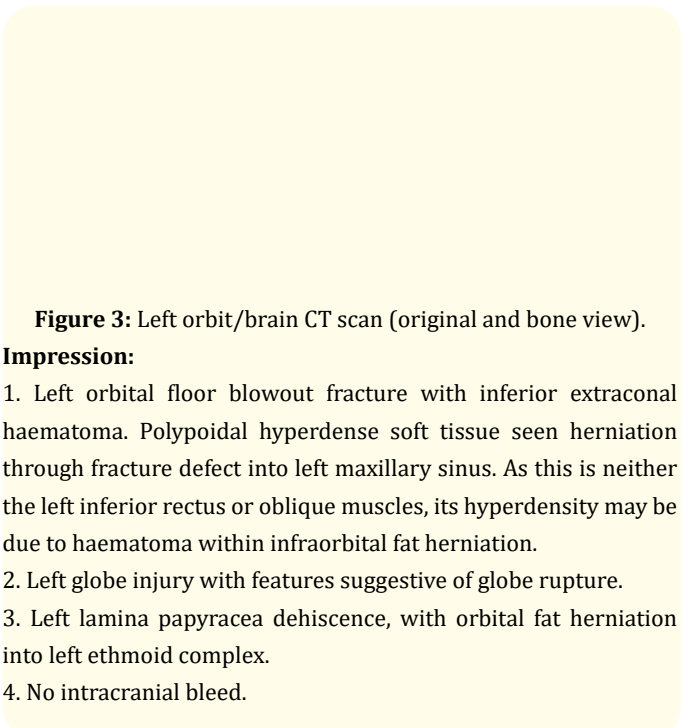 Figure 3: Left orbit/brain CT scan (original and bone view).
Impression:
1. Left orbital floor blowout fracture with inferior extraconal
haematoma. Polypoidal hyperdense soft tissue seen herniation
through fracture defect into left maxillary sinus. As this is neither
the left inferior rectus or oblique muscles, its hyperdensity may be
due to haematoma within infraorbital fat herniation.
2. Left globe injury with features suggestive of globe rupture.
3. Left lamina papyracea dehiscence, with orbital fat herniation
into left ethmoid complex.
4. No intracranial bleed.